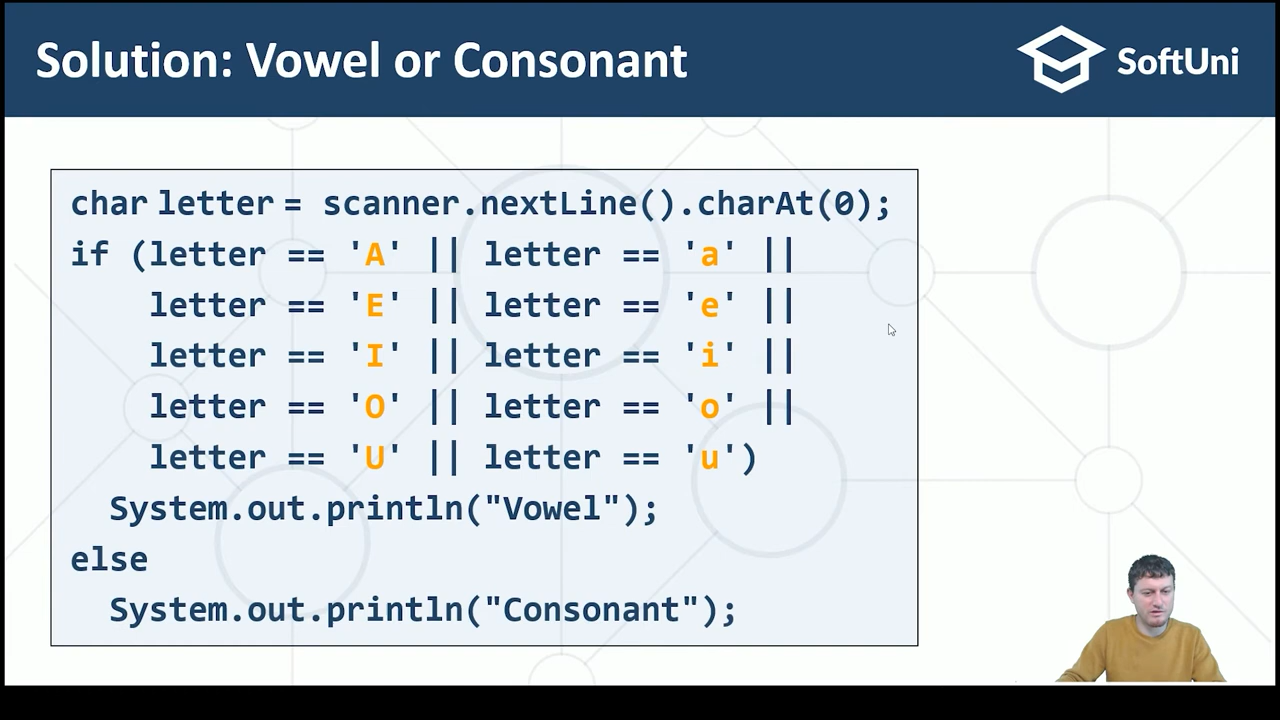 Solution: Vowel or Consonant
SoftUni
char letter = scanner.nextLine().charAt(0);
if (letter == 'A' || letter == 'a' ||
letter == 'E' || letter == 'e' ||
letter == 'I' || letter == 'i' ||
letter == 'O' || letter == 'o' ||
letter == 'U' || letter == 'u')
System.out.println("Vowel");
else
System.out.println("Consonant");